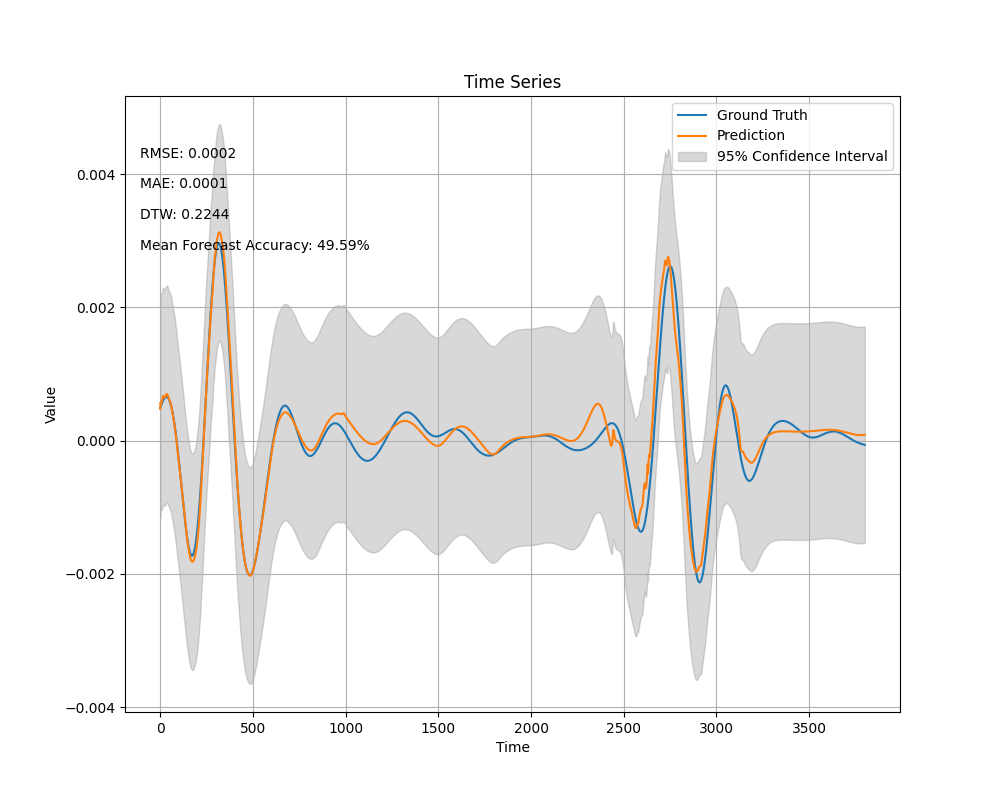 Time Series
Ground Truth
Prediction
95% Confidence Interval
RMSE: 0.0002
MAE: 0.0001
DTW: 0.2244
Mean Forecast Accuracy: 49.59%
Value
0.004
0.002
0.000
−0.002
−0.004
0 500 1000 1500 2000 2500 3000 3500
Time